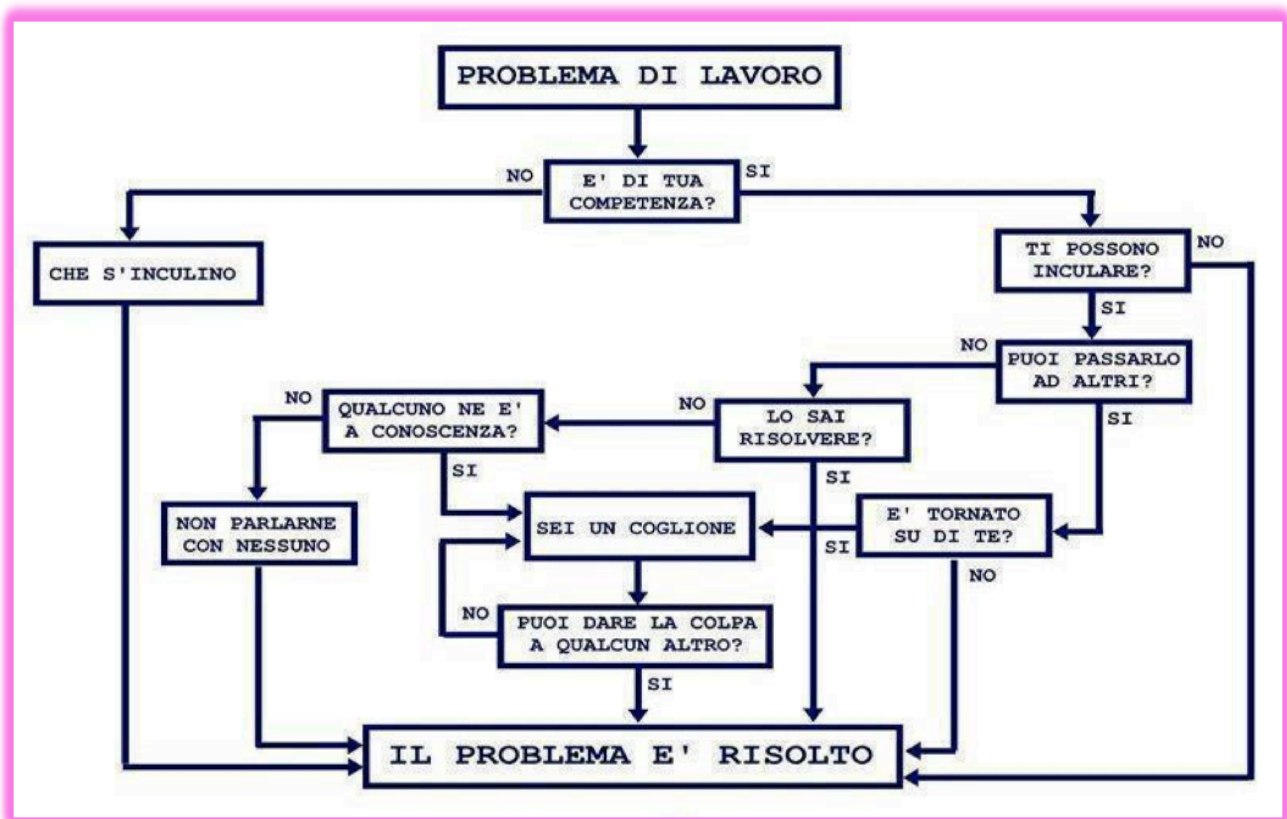 PROBLEMA DI LAVORO
NO
E' DI TUA
COMPETENZA?
SI
CHE S'INCULINO
TI POSSONO
INCULARE?
NO
SI
NO
PUOI PASSARLO
AD ALTRI?
SI
NO
QUALCUNO NE E'
A CONOSCENZA?
NO
LO SAI
RISOLVERE?
SI
SI
NON PARLARNE
CON NESSUNO
SEI UN COGLIONE
SI
E' TORNATO
SU DI TE?
NO
NO
PUOI DARE LA COLPA
A QUALCUN ALTRO?
SI
IL PROBLEMA E' RISOLTO